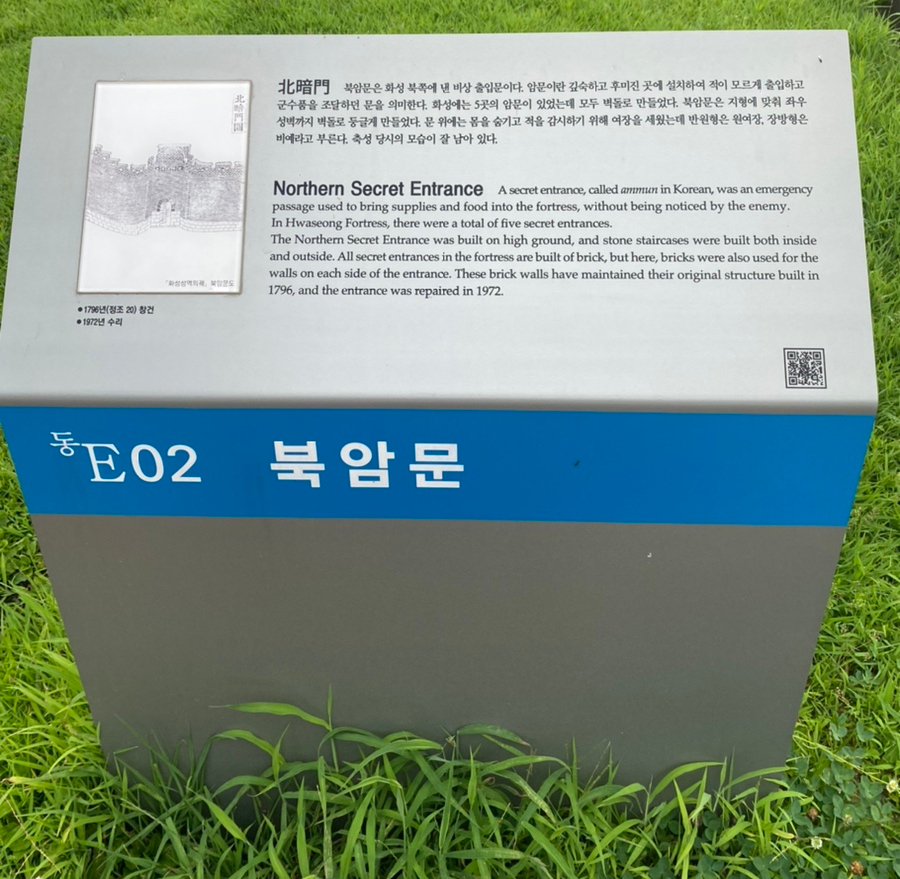 北暗門圖
『화성성역의궤』 북암문도
●1796년(정조 20) 창건
●1972년 수리
北暗門 북암문은 화성 북쪽에 낸 비상 출입문이다. 암문이란 깊숙하고 후미진 곳에 설치하여 적이 모르게 출입하고
군수품을 조달하던 문을 의미한다. 화성에는 5곳의 암문이 있었는데 모두 벽돌로 만들었다. 북암문은 지형에 맞춰 좌우
성벽까지 벽돌로 둥글게 만들었다. 문 위에는 몸을 숨기고 적을 감시하기 위해 여장을 세웠는데 반원형은 원여장, 장방형은
비예라고 부른다. 축성 당시의 모습이 잘 남아 있다.
Northern Secret Entrance A secret entrance, called ammun in Korean, was an emergency
passage used to bring supplies and food into the fortress, without being noticed by the enemy.
In Hwaseong Fortress, there were a total of five secret entrances.
The Northern Secret Entrance was built on high ground, and stone staircases were built both inside
and outside. All secret entrances in the fortress are built of brick, but here, bricks were also used for the
walls on each side of the entrance. These brick walls have maintained their original structure built in
1796, and the entrance was repaired in 1972.
동E02 북암문